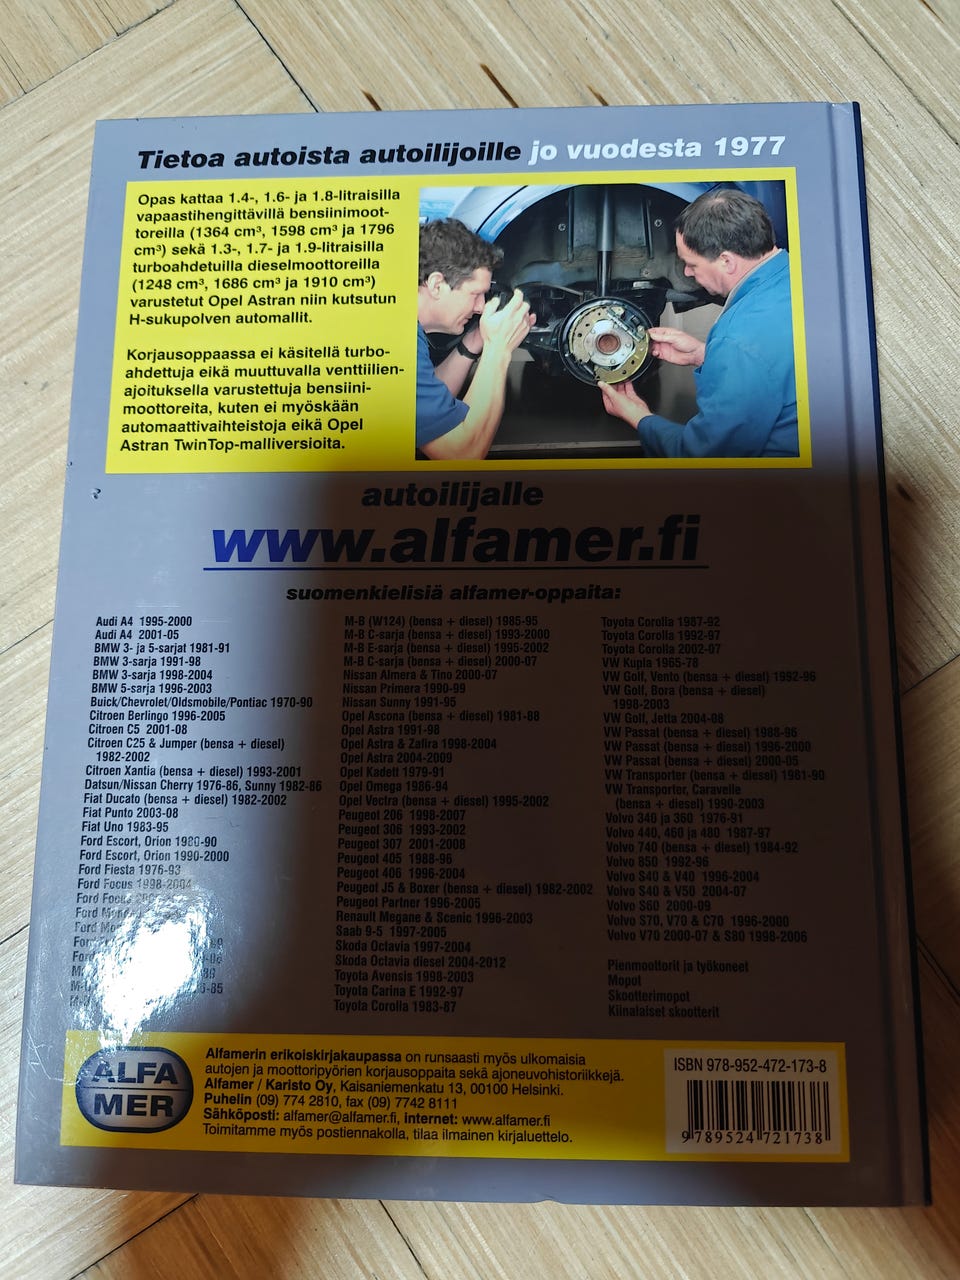 Tietoa autoista autoilijoille jo vuodesta 1977
Opas kattaa 1.4-, 1.6- ja 1.8-litraisilla
vapaastihengittävillä bensiinimoot-
toreilla (1364 cm³, 1598 cm³ ja 1796
cm³) sekä 1.3-, 1.7- ja 1.9-litraisilla
turboahdetuilla dieselmoottoreilla
(1248 cm³, 1686 cm³ ja 1910 cm³)
varustetut Opel Astran niin kutsutun
H-sukupolven automallit.
Korjausoppaassa ei käsitellä turbo-
ahdettuja eikä muuttuvalla venttiilien-
ajoituksella varustettuja bensiini-
moottoreita, kuten ei myöskään
automaattivaihteistoja eikä Opel
Astran TwinTop-malliversioita.
autoilijalle
www.alfamer.fi
suomenkielisiä alfamer-oppaita:
Audi A4 1995-2000
Audi A4 2001-05
BMW 3- ja 5-sarjat 1981-91
BMW 3-sarja 1991-98
BMW 3-sarja 1998-2004
BMW 5-sarja 1996-2003
Buick/Chevrolet/Oldsmobile/Pontiac 1970-90
Citroen Berlingo 1996-2005
Citroen C5 2001-08
Citroen C25 & Jumper (bensa + diesel)
1982-2002
Citroen Xantia (bensa + diesel) 1993-2001
Datsun/Nissan Cherry 1976-86, Sunny 1982-86
Fiat Ducato (bensa + diesel) 1982-2002
Fiat Punto 2003-08
Fiat Uno 1983-95
Ford Escort, Orion 1980-90
Ford Escort, Orion 1990-2000
Ford Fiesta 1976-93
Ford Focus 1998-2004
Ford Focus
Ford
Ford
Ford
Ford
M-B (W124) (bensa + diesel) 1985-95
M-B C-sarja (bensa + diesel) 1993-2000
M-B E-sarja (bensa + diesel) 1995-2002
M-B C-sarja (bensa + diesel) 2000-07
Nissan Almera & Tino 2000-07
Nissan Primera 1990-99
Nissan Sunny 1991-95
Opel Ascona (bensa + diesel) 1981-88
Opel Astra 1991-98
Opel Astra & Zafira 1998-2004
Opel Astra 2004-2009
Opel Kadett 1979-91
Opel Omega 1986-94
Opel Vectra (bensa + diesel) 1995-2002
Peugeot 206 1998-2007
Peugeot 306 1993-2002
Peugeot 307 2001-2008
Peugeot 405 1988-96
Peugeot 406 1996-2004
Peugeot J5 & Boxer (bensa + diesel) 1982-2002
Peugeot Partner 1996-2005
Renault Megane & Scenic 1996-2003
Saab 9-5 1997-2005
Skoda Octavia 1997-2004
Skoda Octavia diesel 2004-2012
Toyota Avensis 1998-2003
Toyota Carina E 1992-97
Toyota Corolla 1983-87
Toyota Corolla 1987-92
Toyota Corolla 1992-97
Toyota Corolla 2002-07
VW Kupla 1965-78
VW Golf, Vento (bensa + diesel) 1992-96
VW Golf, Bora (bensa + diesel)
1998-2003
VW Golf, Jetta 2004-08
VW Passat (bensa + diesel) 1988-96
VW Passat (bensa + diesel) 1996-2000
VW Passat (bensa + diesel) 2000-05
VW Transporter (bensa + diesel) 1981-90
VW Transporter, Caravelle
(bensa + diesel) 1990-2003
Volvo 340 ja 360 1976-91
Volvo 440, 460 ja 480 1987-97
Volvo 740 (bensa + diesel) 1984-92
Volvo 850 1992-96
Volvo S40 & V40 1996-2004
Volvo S40 & V50 2004-07
Volvo S60 2000-09
Volvo S70, V70 & C70 1996-2000
Volvo V70 2000-07 & S80 1998-2006
Pienmoottorit ja työkoneet
Mopot
Skootterimopot
Kiinalaiset skootterit
ALFA
MER
Alfamerin erikoiskirjakaupassa on runsaasti myös ulkomaisia
autojen ja moottoripyörien korjausoppaita sekä ajoneuvohistoriikkejä.
Alfamer / Karisto Oy, Kaisaniemenkatu 13, 00100 Helsinki.
Puhelin (09) 774 2810, fax (09) 7742 8111
Sähköposti: alfamer@alfamer.fi, internet: www.alfamer.fi
Toimitamme myös postiennakolla, tilaa ilmainen kirjaluettelo.
ISBN 978-952-472-173-8
9 789524 721738